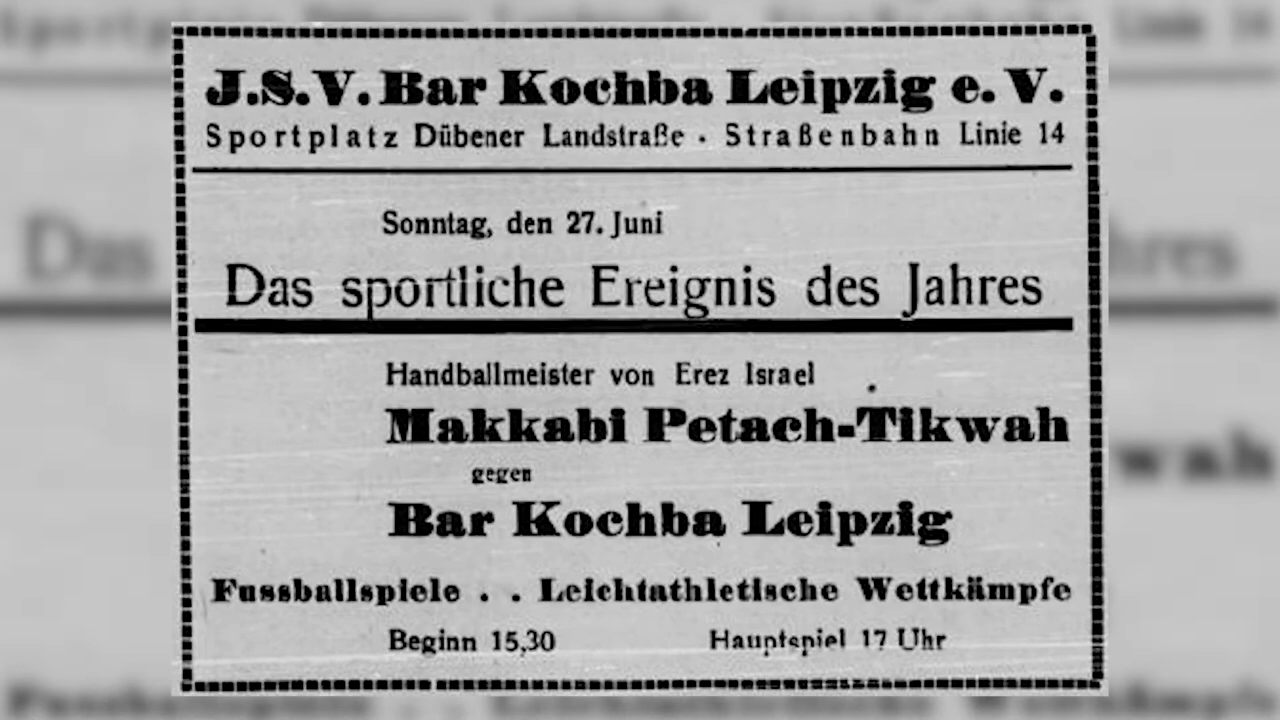 J.S.V. Bar Kochba Leipzig e. V.
Sportplatz Dübener Landstraße · Straßenbahn Linie 14
Sonntag, den 27. Juni
Das sportliche Ereignis des Jahres
Handballmeister von Erez Israel
Makkabi Petach-Tikwah
gegen
Bar Kochba Leipzig
Fussballspiele . . Leichtathletische Wettkämpfe
Beginn 15,30 Hauptspiel 17 Uhr